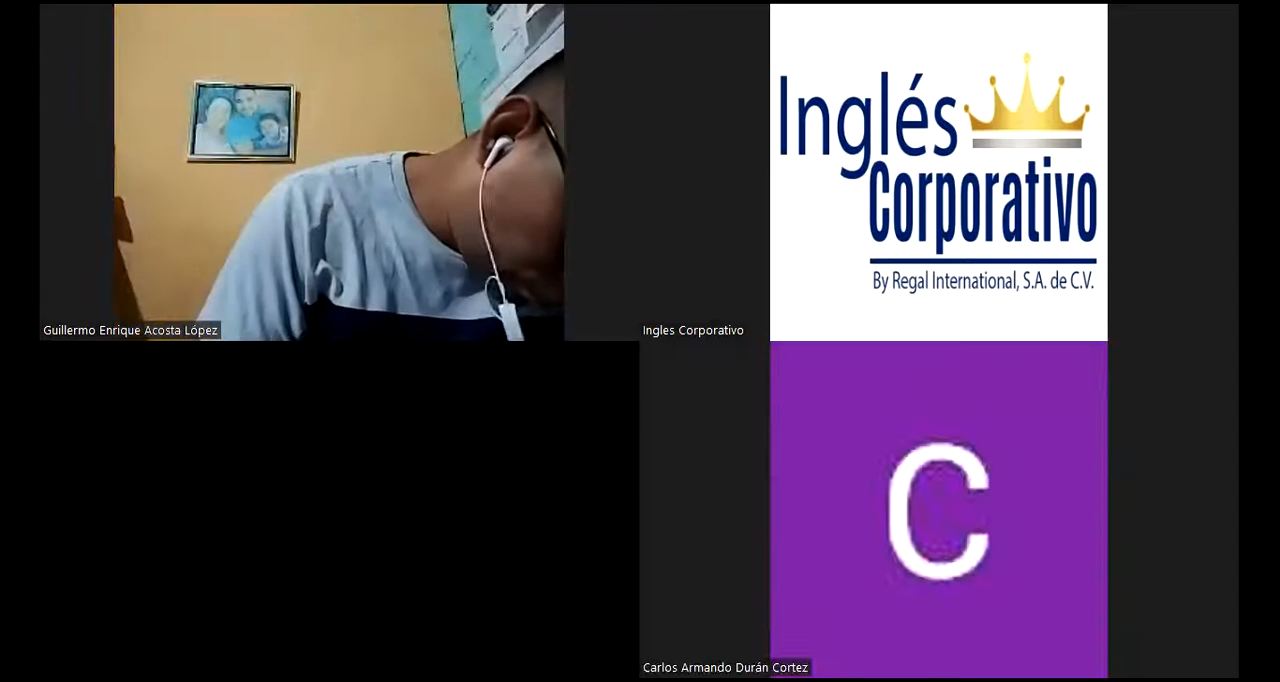 Guillermo Enrique Acosta López
Inglés
Corporativo
By Regal International, S.A. de C.V.
Ingles Corporativo
C
Carlos Armando Durán Cortez